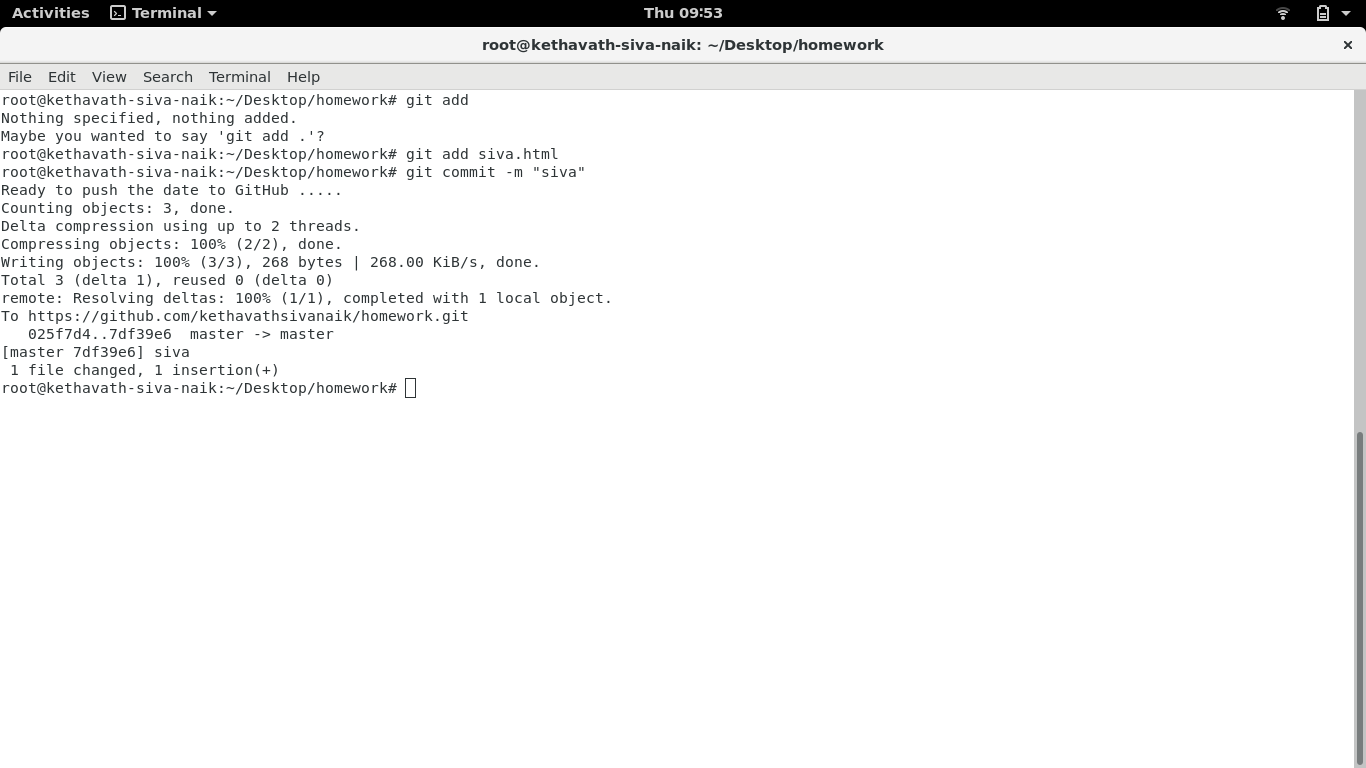 Activities Terminal Thu 09:53
root@kethavath-siva-naik: ~/Desktop/homework ×
File Edit View Search Terminal Help
root@kethavath-siva-naik:~/Desktop/homework# git add
Nothing specified, nothing added.
Maybe you wanted to say 'git add .'?
root@kethavath-siva-naik:~/Desktop/homework# git add siva.html
root@kethavath-siva-naik:~/Desktop/homework# git commit -m "siva"
Ready to push the date to GitHub .....
Counting objects: 3, done.
Delta compression using up to 2 threads.
Compressing objects: 100% (2/2), done.
Writing objects: 100% (3/3), 268 bytes | 268.00 KiB/s, done.
Total 3 (delta 1), reused 0 (delta 0)
remote: Resolving deltas: 100% (1/1), completed with 1 local object.
To https://github.com/kethavathsivanaik/homework.git
   025f7d4..7df39e6  master -> master
[master 7df39e6] siva
 1 file changed, 1 insertion(+)
root@kethavath-siva-naik:~/Desktop/homework#